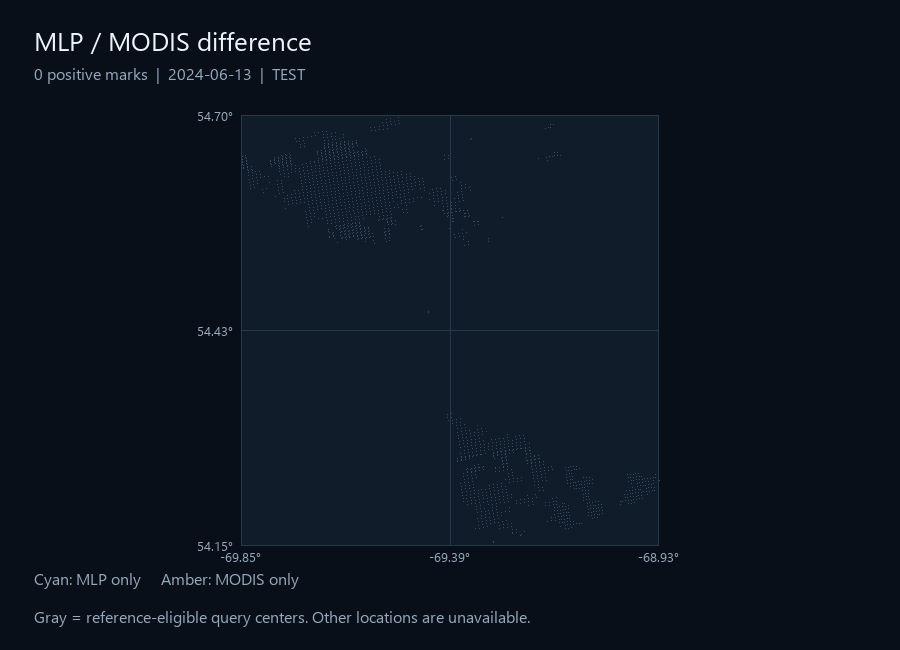 MLP / MODIS difference
0 positive marks | 2024-06-13 | TEST
54.70°
54.43°
54.15°
-69.85° -69.39° -68.93°
Cyan: MLP only Amber: MODIS only
Gray = reference-eligible query centers. Other locations are unavailable.